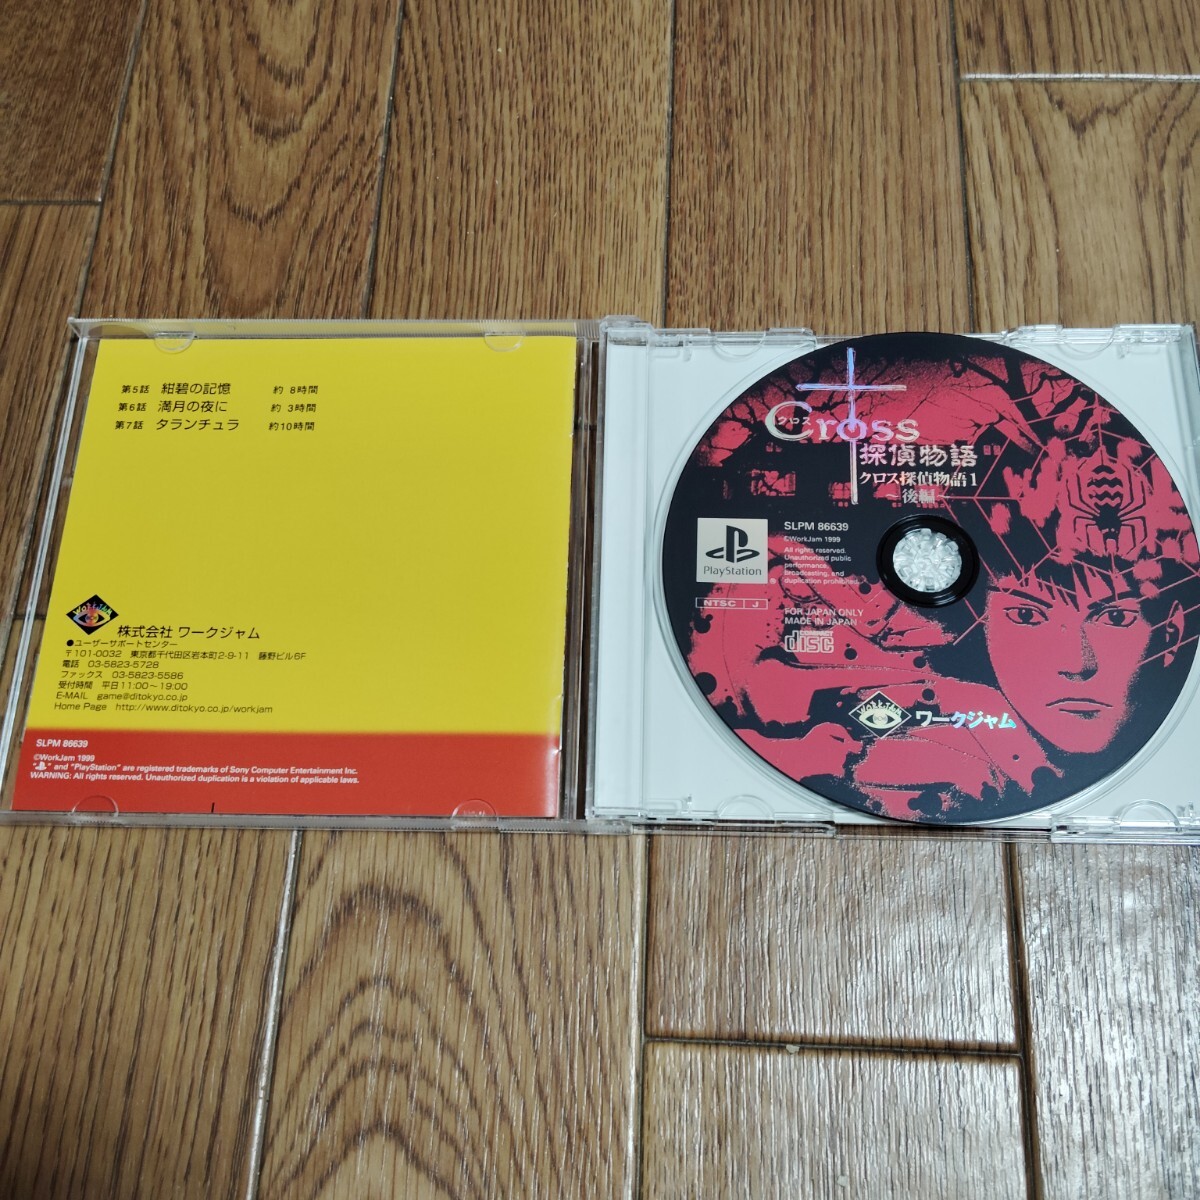 第5話 紺碧の記憶 約 8時間
第6話 満月の夜に 約 3時間
第7話 タランチュラ 約10時間
WORKJAM
株式会社 ワークジャム
●ユーザーサポートセンター
〒101-0032 東京都千代田区岩本町2-9-11 藤野ビル6F
電話 03-5823-5728
ファックス 03-5823-5586
受付時間 平日11:00〜19:00
E-MAIL game@ditokyo.co.jp
Home Page http://www.ditokyo.co.jp/workjam
SLPM 86639
©WorkJam 1999
" " and "PlayStation" are registered trademarks of Sony Computer Entertainment Inc.
WARNING: All rights reserved. Unauthorized duplication is a violation of applicable laws.
クロス
Cross
探偵物語
クロス探偵物語1
〜後編〜
PlayStation
®
SLPM 86639
©WorkJam 1999
All rights reserved.
Unauthorized public
performance,
broadcasting, and
duplication prohibited.
NTSC J
FOR JAPAN ONLY
MADE IN JAPAN
COMPACT
disc
WORKJAM
ワークジャム